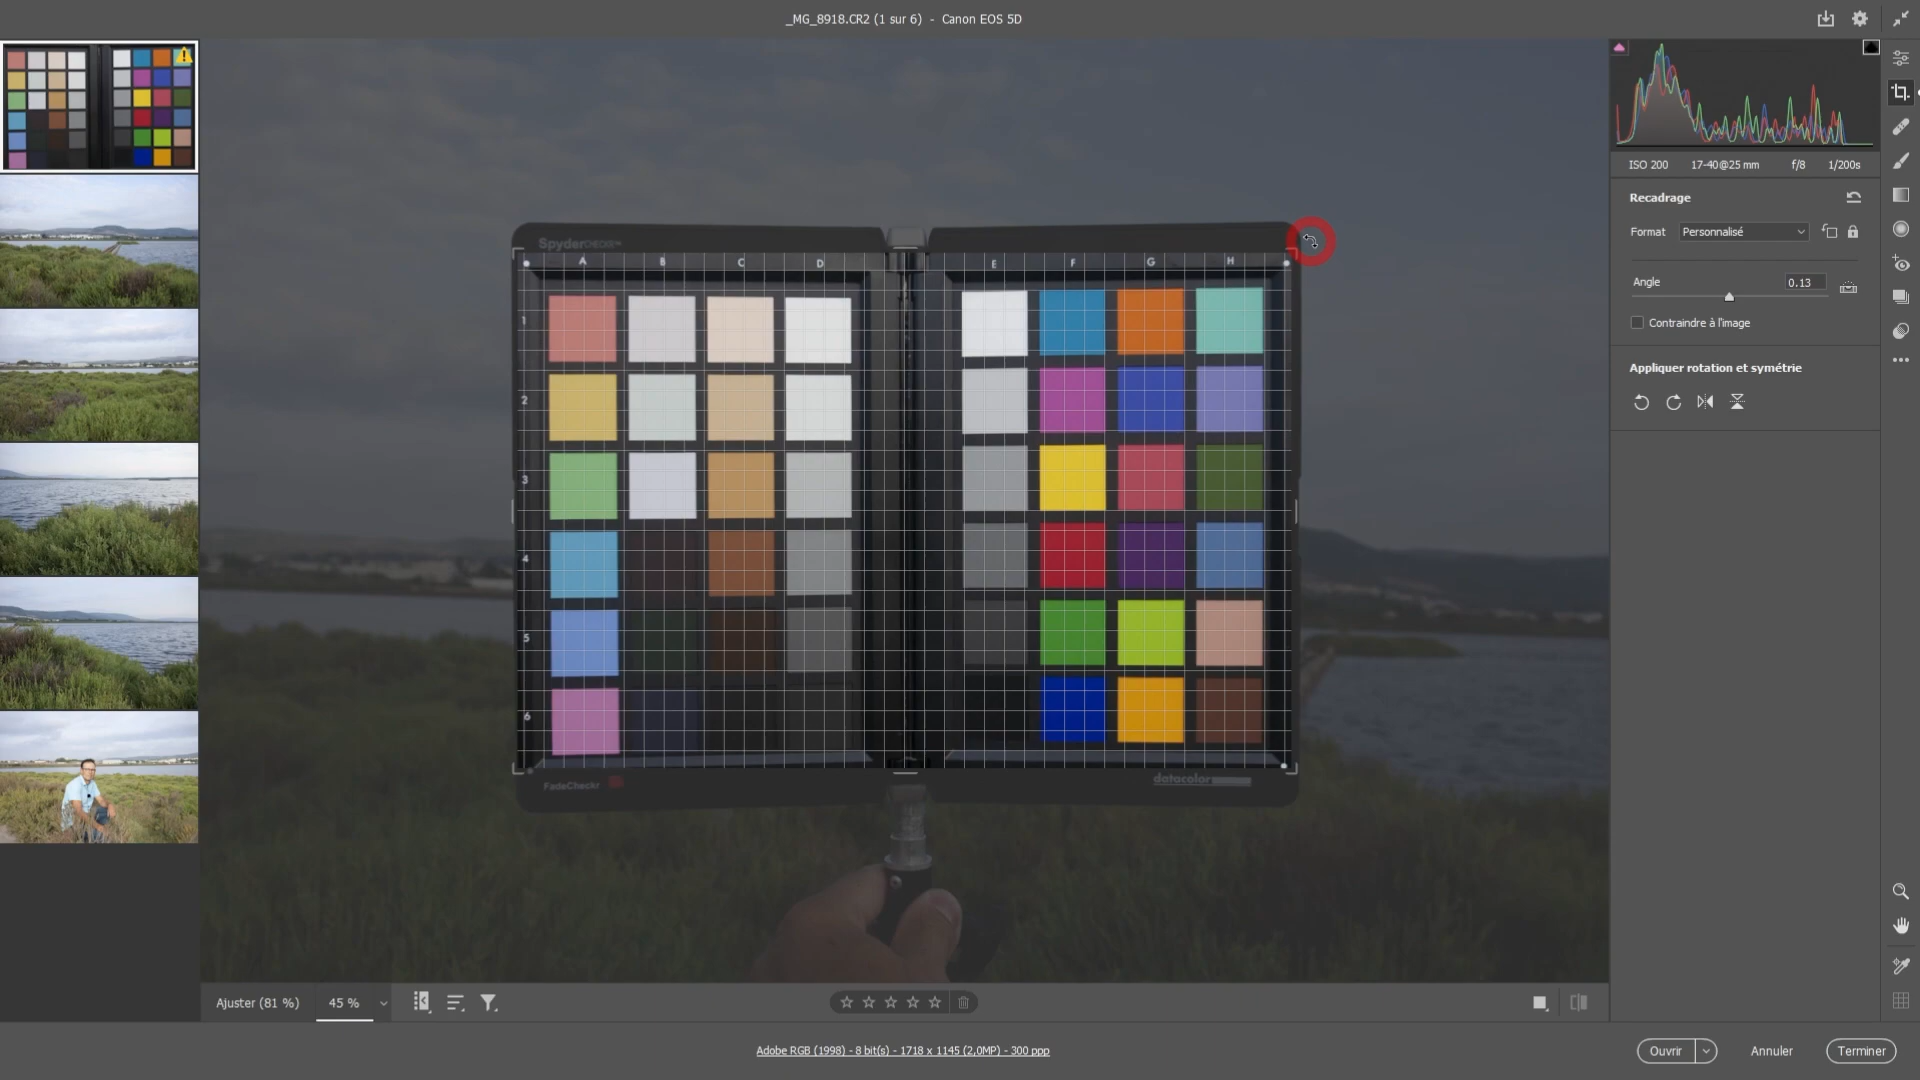 _MG_8918.CR2 (1 sur 6) - Canon EOS 5D
ISO 200 17-40@25 mm f/8 1/200s
Recadrage
Format Personnalisé
Angle 0.13
Contraindre à l'image
Appliquer rotation et symétrie
SpyderCHECKR™
A B C D E F G H
1
2
3
4
5
6
FadeCheckr
datacolor
Ajuster (81 %) 45 %
Adobe RGB (1998) - 8 bit(s) - 1718 x 1145 (2,0MP) - 300 ppp
Ouvrir Annuler Terminer